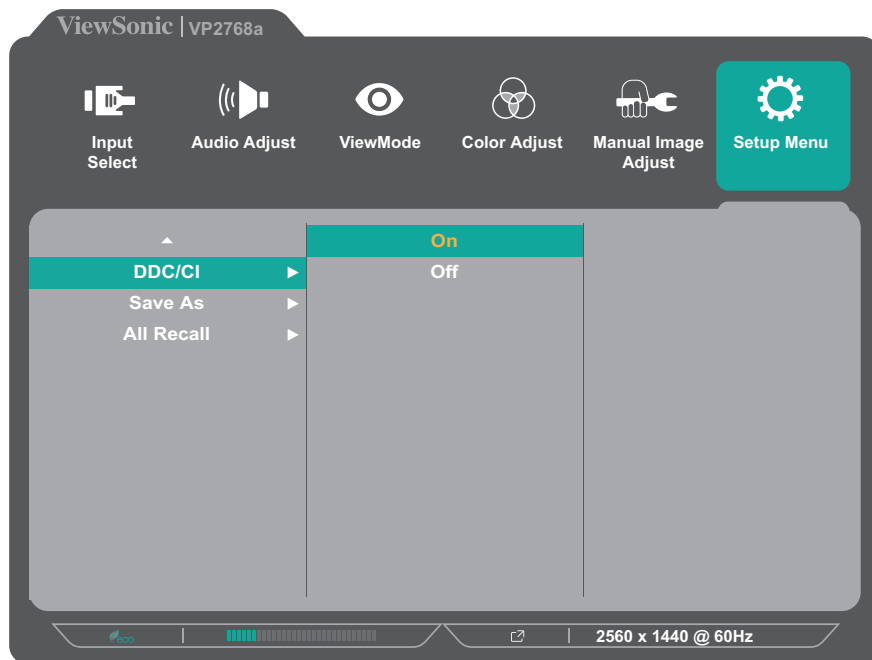 ViewSonic | VP2768a
Input
Select
Audio Adjust
ViewMode
Color Adjust
Manual Image
Adjust
Setup Menu
On
DDC/CI
Off
Save As
All Recall
eco
2560 x 1440 @ 60Hz